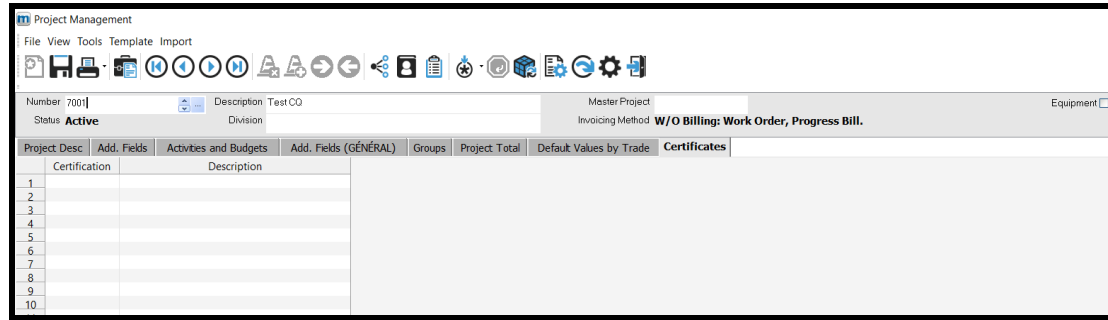 Project Management
File View Tools Template Import
Number 7001 ... Description Test CQ Master Project Equipment
Status Active Division Invoicing Method W/O Billing: Work Order, Progress Bill.
Project Desc Add. Fields Activities and Budgets Add. Fields (GÉNÉRAL) Groups Project Total Default Values by Trade Certificates
Certification Description
1
2
3
4
5
6
7
8
9
10